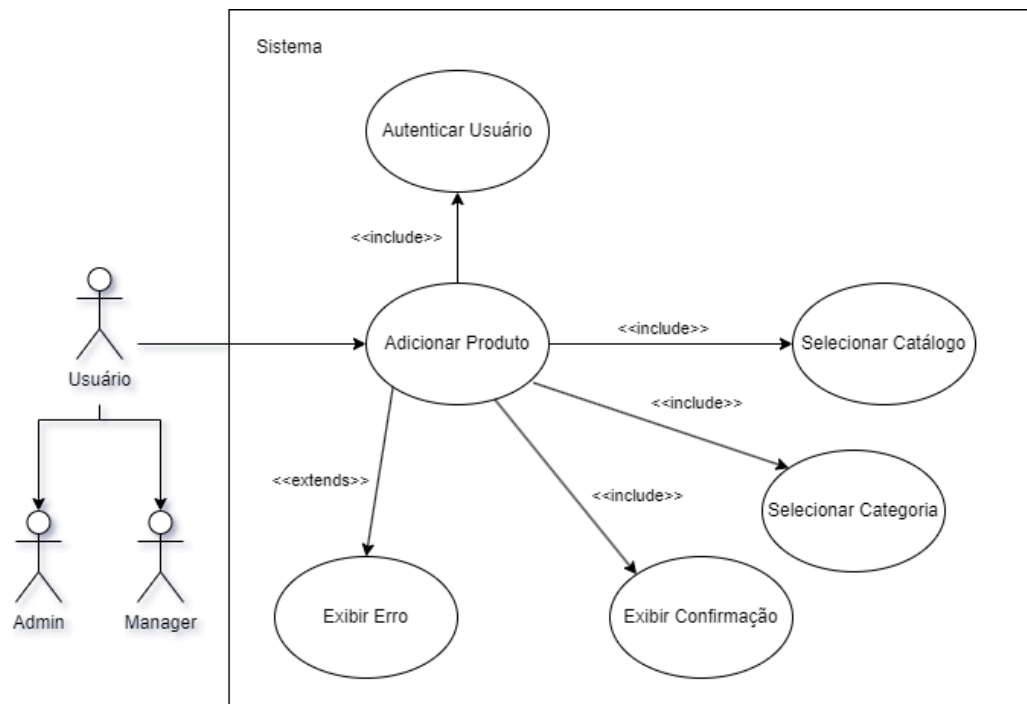 Sistema
Autenticar Usuário
<<include>>
Adicionar Produto
<<include>>
Selecionar Catálogo
Usuário
<<include>>
<<extends>>
<<include>>
Selecionar Categoria
Exibir Erro
Exibir Confirmação
Admin
Manager